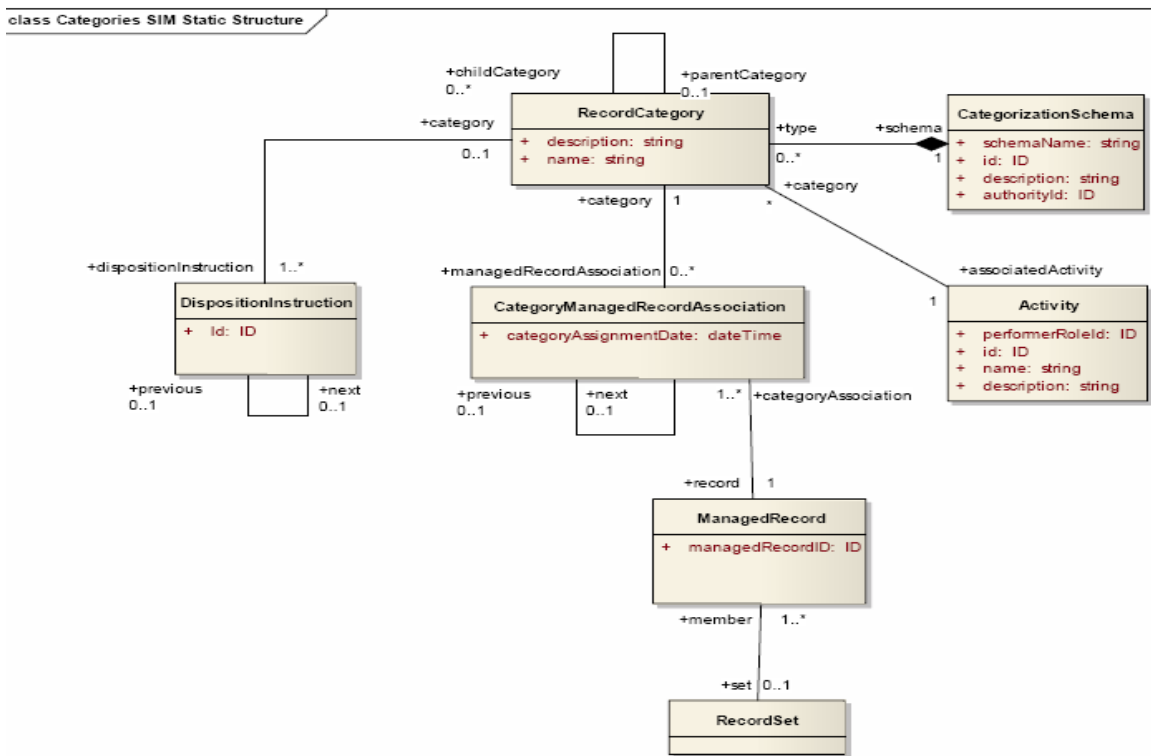 class Categories SIM Static Structure
+childCategory
0..*
+parentCategory
0..1
RecordCategory
+ description: string
+ name: string
+category
0..1
+type
0..*
+schema
1
CategorizationSchema
+ schemaName: string
+ id: ID
+ description: string
+ authorityId: ID
+category
1
+category
*
+dispositionInstruction
1..*
DispositionInstruction
+ Id: ID
+previous
0..1
+next
0..1
+managedRecordAssociation
0..*
CategoryManagedRecordAssociation
+ categoryAssignmentDate: dateTime
+previous
0..1
+next
0..1
+associatedActivity
1
Activity
+ performerRoleId: ID
+ id: ID
+ name: string
+ description: string
1..*
+categoryAssociation
+record
1
ManagedRecord
+ managedRecordID: ID
+member
1..*
+set
0..1
RecordSet